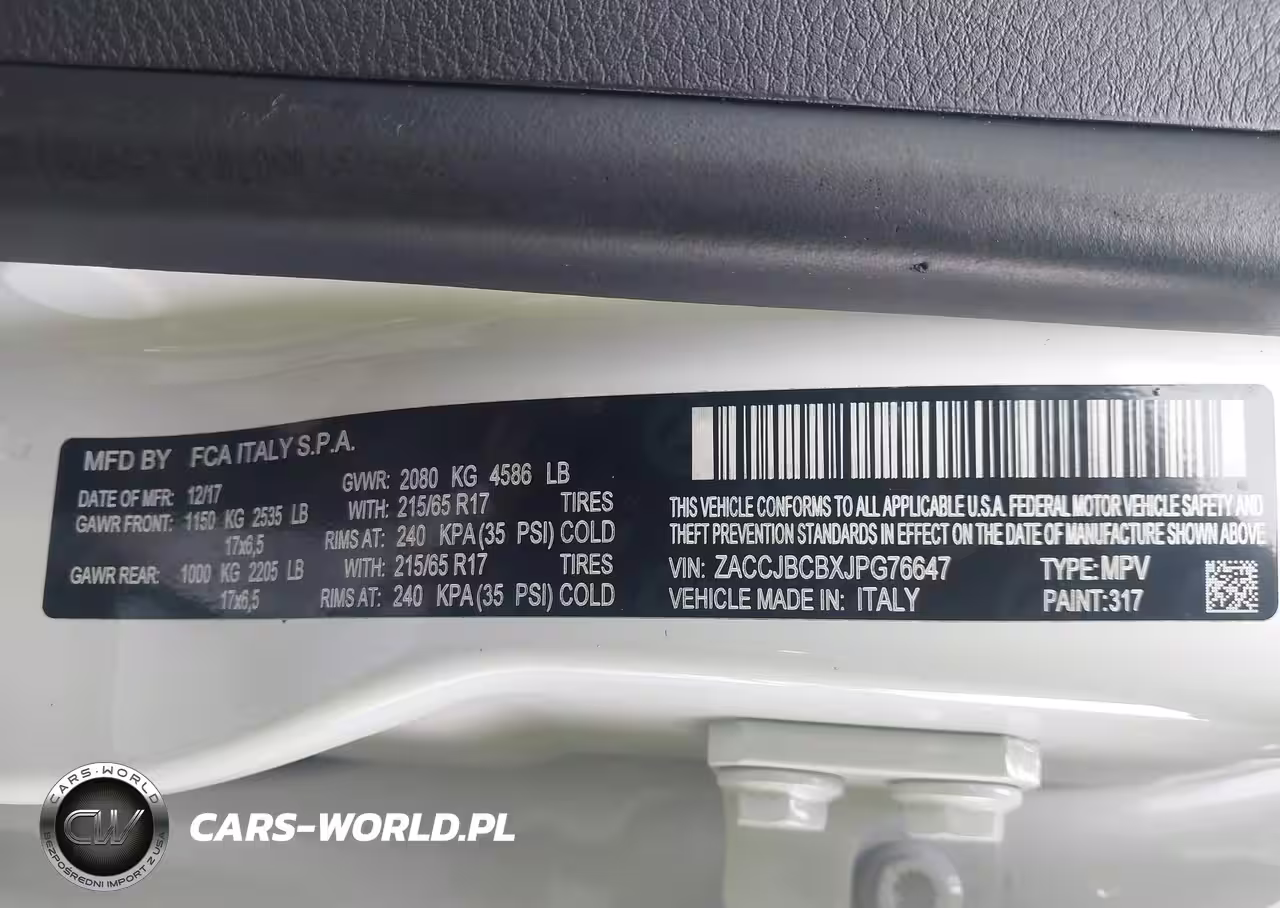 MFD BY FCA ITALY S.P.A.
DATE OF MFR: 12/17
GVWR: 2080 KG 4586 LB
GAWR FRONT: 1150 KG 2535 LB
WITH: 215/65 R17 TIRES
17x6,5
RIMS AT: 240 KPA (35 PSI) COLD
GAWR REAR: 1000 KG 2205 LB
WITH: 215/65 R17 TIRES
17x6,5
RIMS AT: 240 KPA (35 PSI) COLD
THIS VEHICLE CONFORMS TO ALL APPLICABLE U.S.A. FEDERAL MOTOR VEHICLE SAFETY AND
THEFT PREVENTION STANDARDS IN EFFECT ON THE DATE OF MANUFACTURE SHOWN ABOVE
VIN: ZACCJBCBXJPG76647 TYPE: MPV
VEHICLE MADE IN: ITALY PAINT: 317
CARS-WORLD
CW
BEZPOŚREDNI IMPORT Z USA
CARS-WORLD.PL